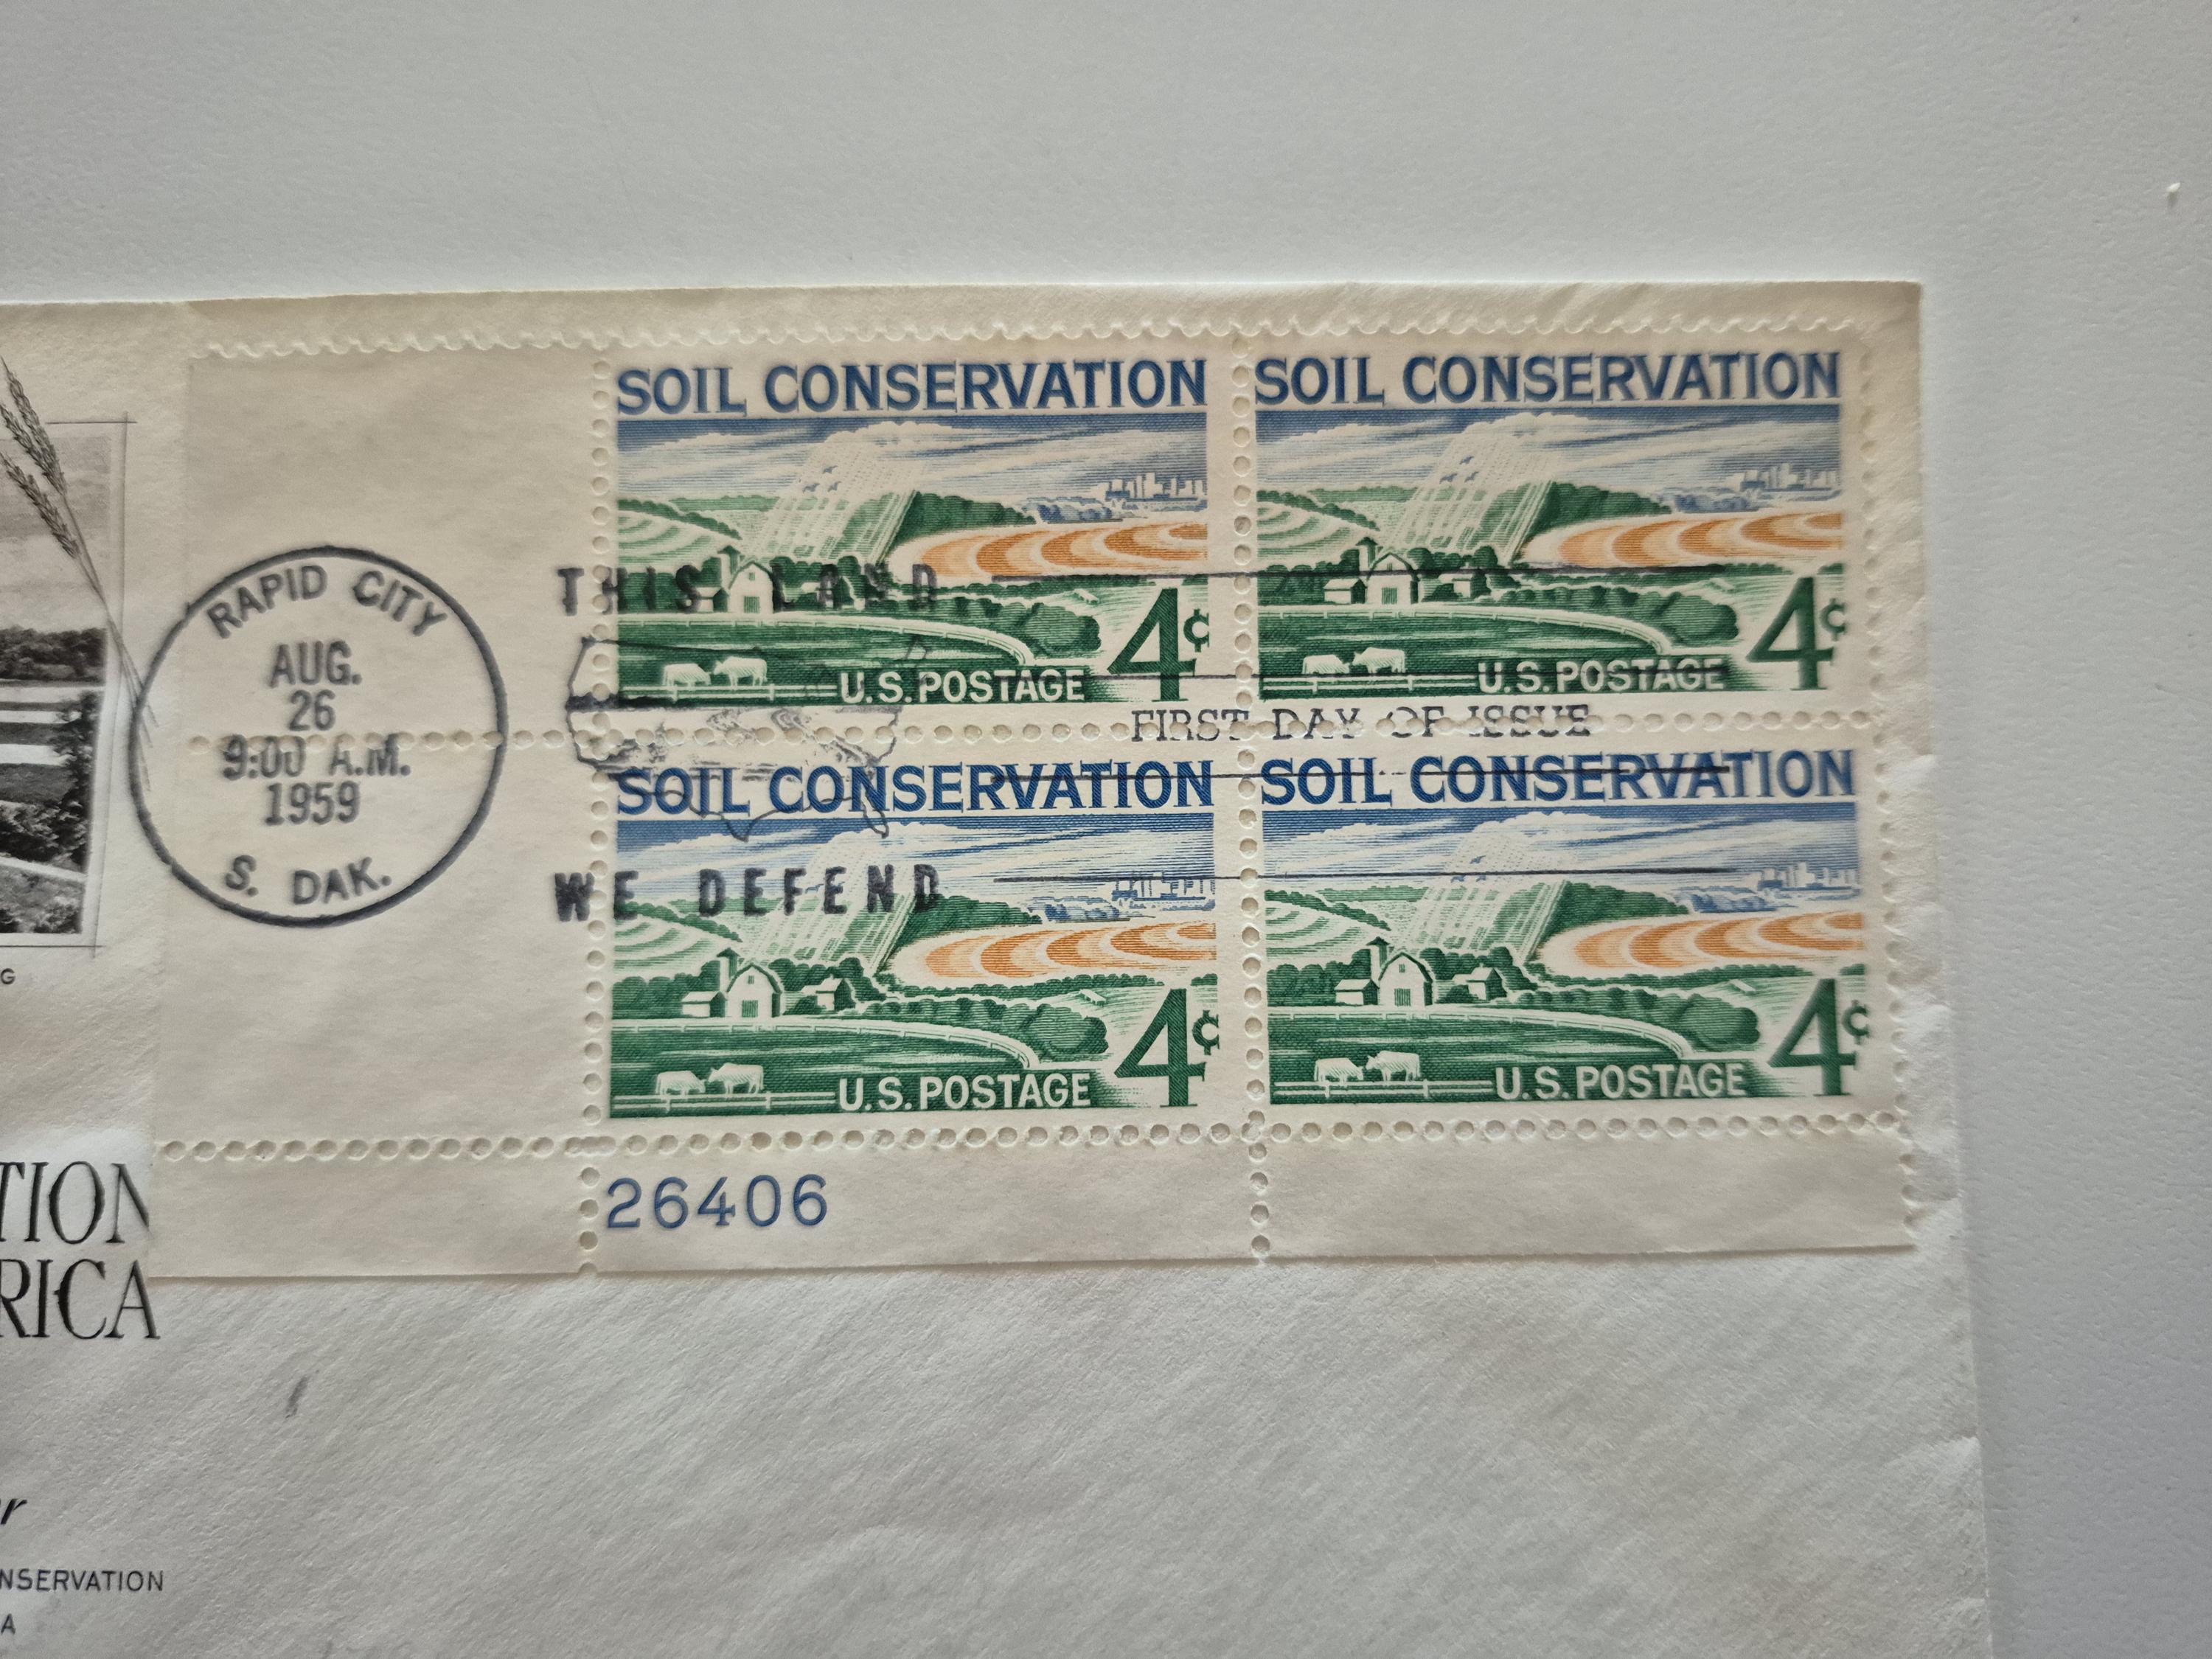 SOIL CONSERVATION SOIL CONSERVATION
RAPID CITY
AUG.
26
9:00 A.M.
1959
S. DAK.
THIS LAND
WE DEFEND
4¢ 4¢
U.S. POSTAGE U.S. POSTAGE
FIRST DAY OF ISSUE
SOIL CONSERVATION SOIL CONSERVATION
4¢ 4¢
U.S. POSTAGE U.S. POSTAGE
26406
G
TION
RICA
r
NSERVATION
A